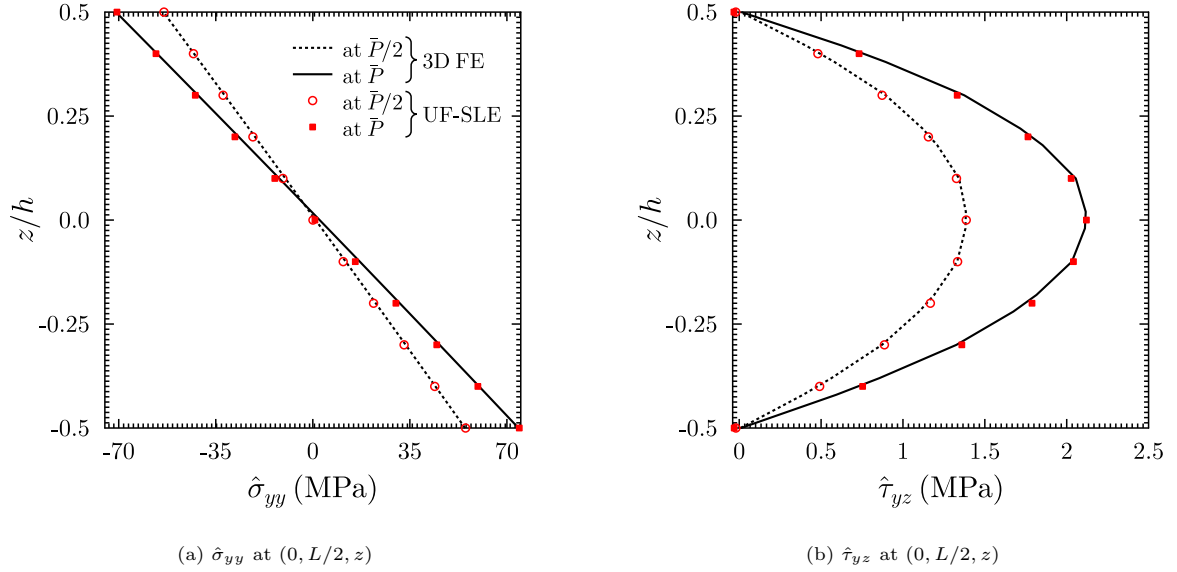 0.5
0.25
0.0
-0.25
-0.5
z/h
-70
-35
0
35
70
σ̂yy (MPa)
at P̄/2
at P̄
3D FE
at P̄/2
at P̄
UF-SLE
(a) σ̂yy at (0, L/2, z)
0.5
0.25
0.0
-0.25
-0.5
z/h
0
0.5
1
1.5
2
2.5
τ̂yz (MPa)
(b) τ̂yz at (0, L/2, z)